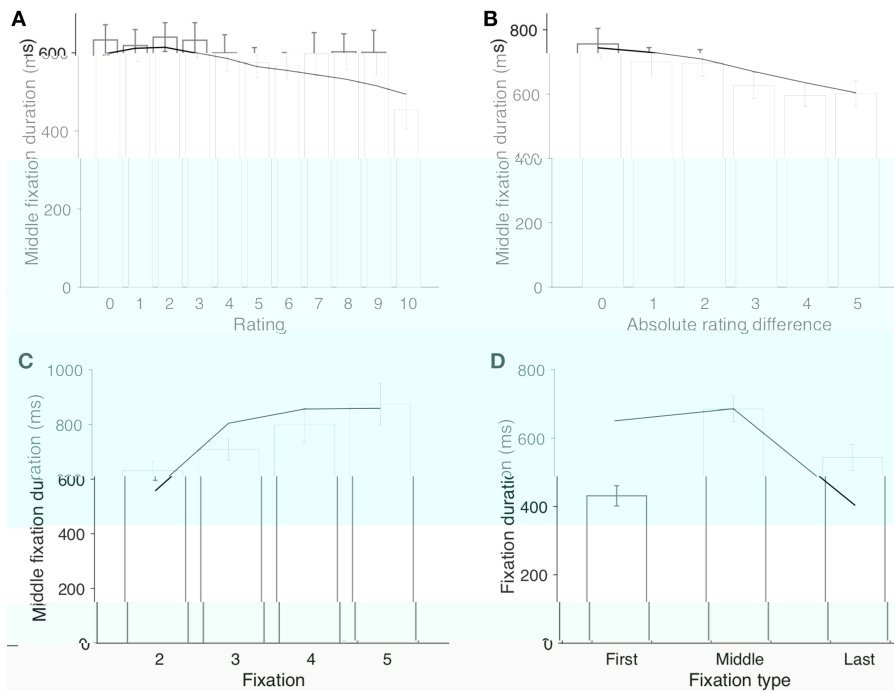 A
B
Middle fixation duration (ms)
600
400
200
0
0 1 2 3 4 5 6 7 8 9 10
Rating
Middle fixation duration (ms)
800
600
400
200
0
0 1 2 3 4 5
Absolute rating difference
C
D
Middle fixation duration (ms)
1000
800
600
400
200
0
2 3 4 5
Fixation
Fixation duration (ms)
800
600
400
200
0
First Middle Last
Fixation type